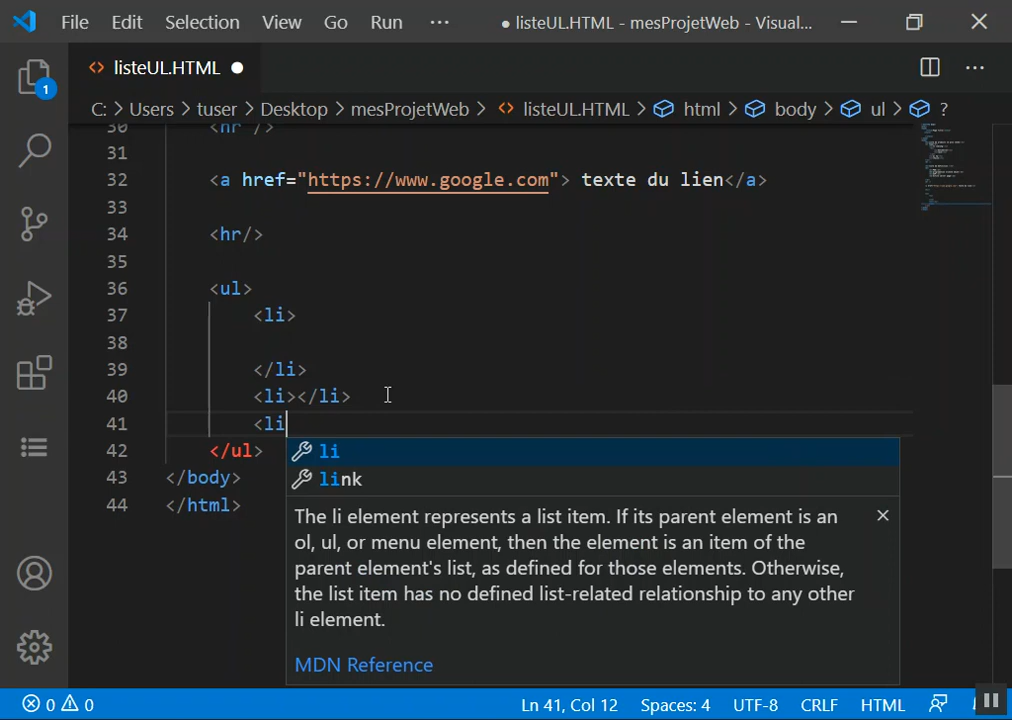 File Edit Selection View Go Run ··· ● listeUL.HTML - mesProjetWeb - Visual...
<> listeUL.HTML ●
1
C: > Users > tuser > Desktop > mesProjetWeb > <> listeUL.HTML > html > body > ul > ?
30 <hr />
31
32 <a href="https://www.google.com"> texte du lien</a>
33
34 <hr/>
35
36 <ul>
37 <li>
38
39 </li>
40 <li></li>
41 <li
li
42 </ul>
link
43 </body>
44 </html>
The li element represents a list item. If its parent element is an
ol, ul, or menu element, then the element is an item of the
parent element's list, as defined for those elements. Otherwise,
the list item has no defined list-related relationship to any other
li element.
MDN Reference
0 0 Ln 41, Col 12 Spaces: 4 UTF-8 CRLF HTML